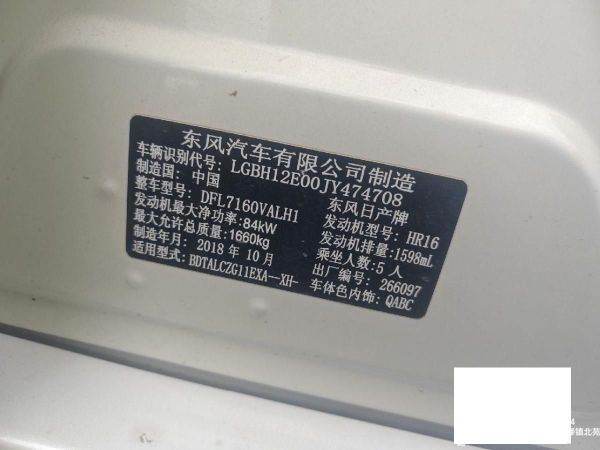 东风汽车有限公司制造
车辆识别代号: LGBH12E00JY474708
制造国: 中国 东风日产牌
整车型号: DFL7160VALH1 发动机型号: HR16
发动机最大净功率: 84kW 发动机排量: 1598mL
最大允许总质量: 1660kg 乘坐人数: 5 人
制造年月: 2018 年 10 月 出厂编号: 266097
适用型式: BDTALCZG11EXA--XH- 车体色内饰: QABC
4
镇北苑